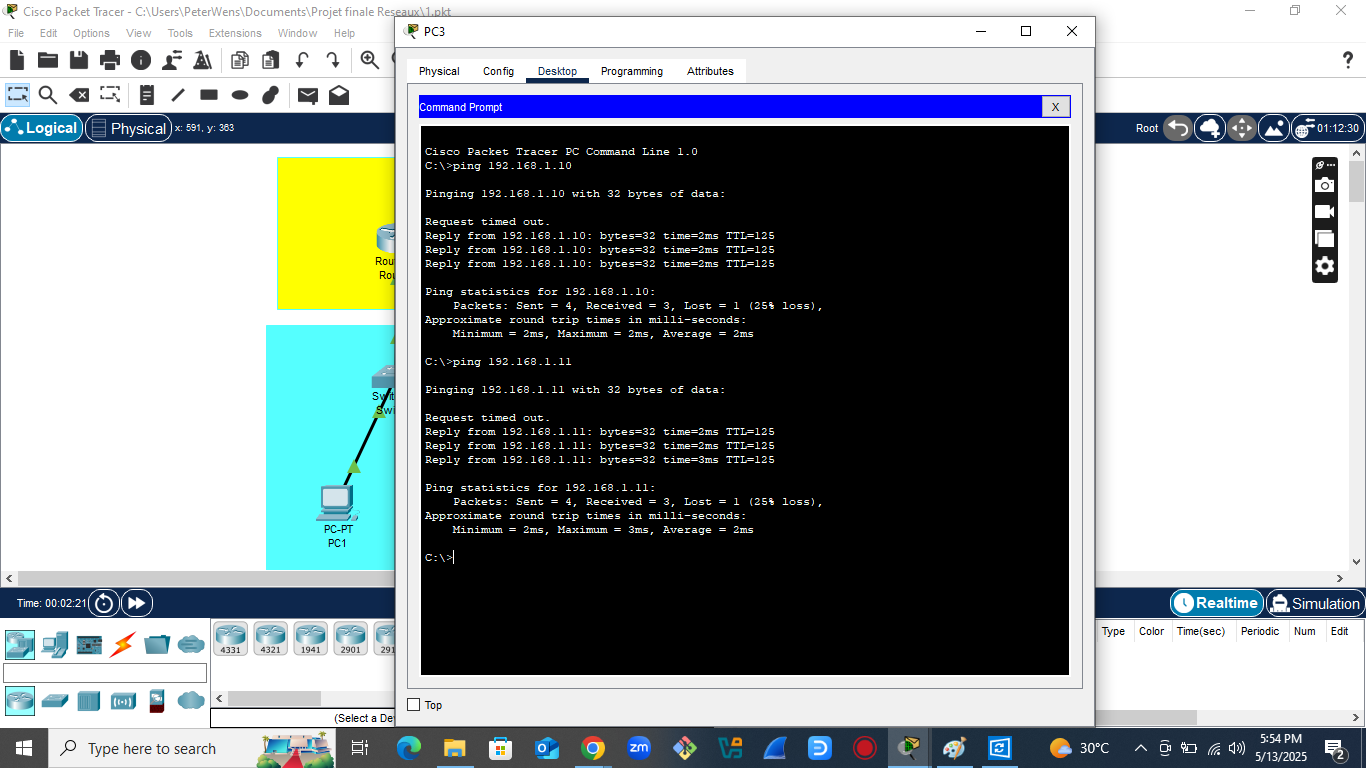 Cisco Packet Tracer - C:\Users\PeterWens\Documents\Projet finale Reseaux\1.pkt
File Edit Options View Tools Extensions Window Help
Logical Physical x: 591, y: 363
Root 01:12:30
PC3
Physical Config Desktop Programming Attributes
Command Prompt X
Cisco Packet Tracer PC Command Line 1.0
C:\>ping 192.168.1.10
Pinging 192.168.1.10 with 32 bytes of data:
Request timed out.
Reply from 192.168.1.10: bytes=32 time=2ms TTL=125
Reply from 192.168.1.10: bytes=32 time=2ms TTL=125
Reply from 192.168.1.10: bytes=32 time=2ms TTL=125
Ping statistics for 192.168.1.10:
Packets: Sent = 4, Received = 3, Lost = 1 (25% loss),
Approximate round trip times in milli-seconds:
Minimum = 2ms, Maximum = 2ms, Average = 2ms
C:\>ping 192.168.1.11
Pinging 192.168.1.11 with 32 bytes of data:
Request timed out.
Reply from 192.168.1.11: bytes=32 time=2ms TTL=125
Reply from 192.168.1.11: bytes=32 time=2ms TTL=125
Reply from 192.168.1.11: bytes=32 time=3ms TTL=125
Ping statistics for 192.168.1.11:
Packets: Sent = 4, Received = 3, Lost = 1 (25% loss),
Approximate round trip times in milli-seconds:
Minimum = 2ms, Maximum = 3ms, Average = 2ms
C:\>
Top
Rou
Rou
Swit
Swi
PC-PT
PC1
Time: 00:02:21
Realtime Simulation
4331 4321 1941 2901 291
(Select a Dev
Type Color Time(sec) Periodic Num Edit
Type here to search
zm
30°C
5:54 PM
5/13/2025
2